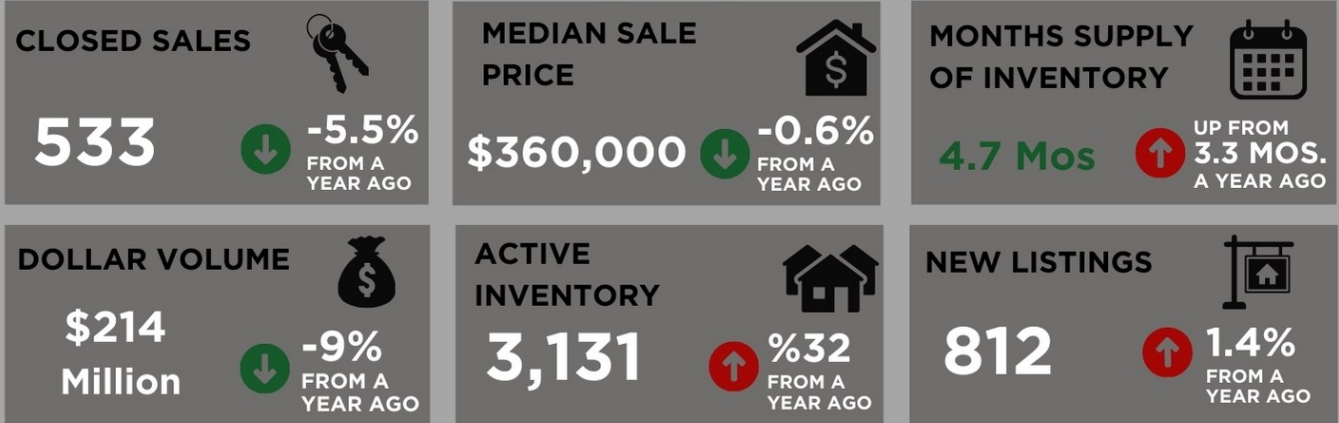 CLOSED SALES
533
-5.5%
FROM A
YEAR AGO
MEDIAN SALE
PRICE
$
$360,000
-0.6%
FROM A
YEAR AGO
MONTHS SUPPLY
OF INVENTORY
4.7 Mos
UP FROM
3.3 MOS.
A YEAR AGO
DOLLAR VOLUME
$
$214
Million
-9%
FROM A
YEAR AGO
ACTIVE
INVENTORY
3,131
%32
FROM A
YEAR AGO
NEW LISTINGS
812
1.4%
FROM A
YEAR AGO